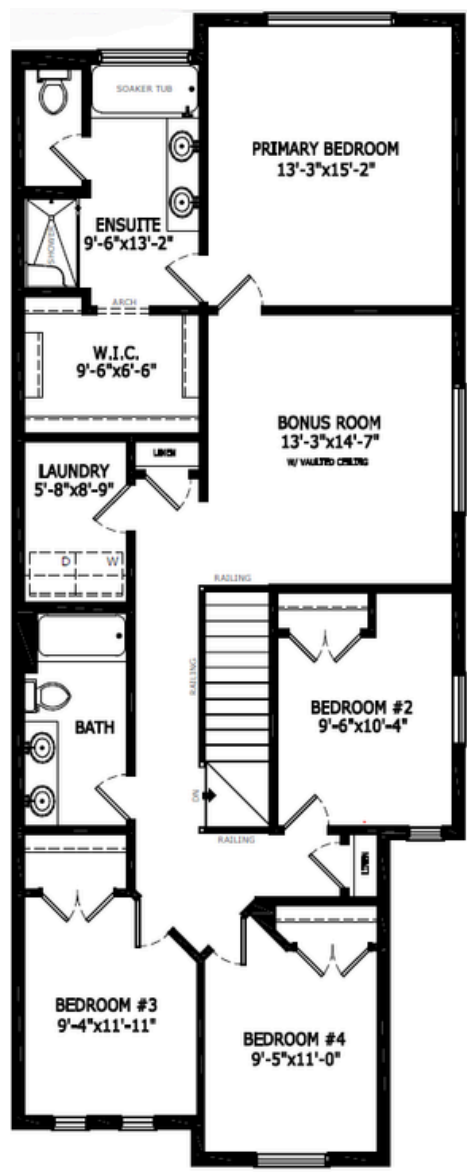 SOAKER TUB
PRIMARY BEDROOM
13'-3"x15'-2"
ENSUITE
9'-6"x13'-2"
SHOWER
ARCH
W.I.C.
9'-6"x6'-6"
BONUS ROOM
13'-3"x14'-7"
W/ VAULTED CEILING
LINEN
LAUNDRY
5'-8"x8'-9"
D W
RAILING
RAILING
BEDROOM #2
9'-6"x10'-4"
BATH
DN
RAILING
LINEN
BEDROOM #3
9'-4"x11'-11"
BEDROOM #4
9'-5"x11'-0"